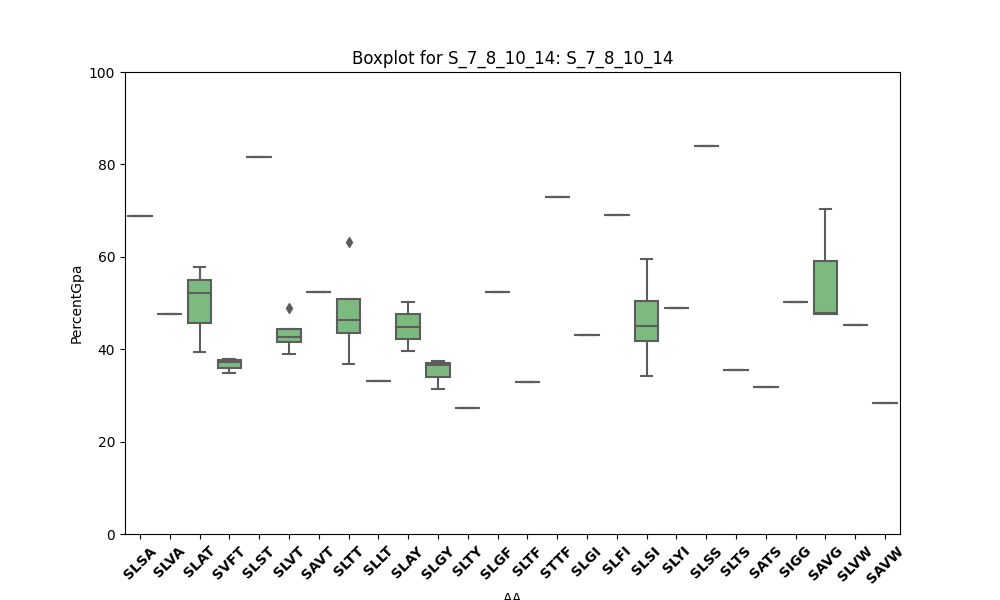 Boxplot for S_7_8_10_14: S_7_8_10_14
100
80
60
40
20
0
PercentGpa
SLSA SLVA SLAT SVFT SLST SLVT SAVT SLTT SLLT SLAY SLGY SLTY SLGF SLTF STTF SLGI SLFI SLSI SLYI SLSS SLTS SATS SIGG SAVG SLVW SAVW
AA